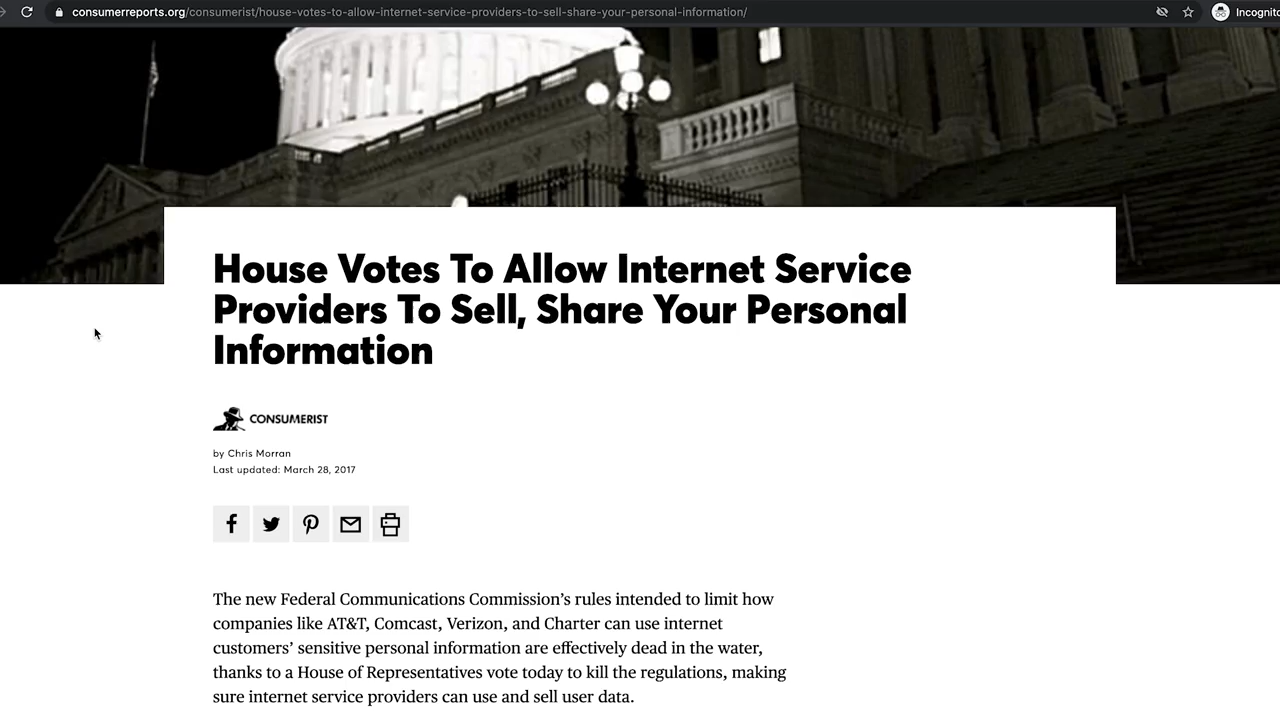 consumerreports.org/consumerist/house-votes-to-allow-internet-service-providers-to-sell-share-your-personal-information/
House Votes To Allow Internet Service
Providers To Sell, Share Your Personal
Information
CONSUMERIST
by Chris Morran
Last updated: March 28, 2017
The new Federal Communications Commission’s rules intended to limit how
companies like AT&T, Comcast, Verizon, and Charter can use internet
customers’ sensitive personal information are effectively dead in the water,
thanks to a House of Representatives vote today to kill the regulations, making
sure internet service providers can use and sell user data.